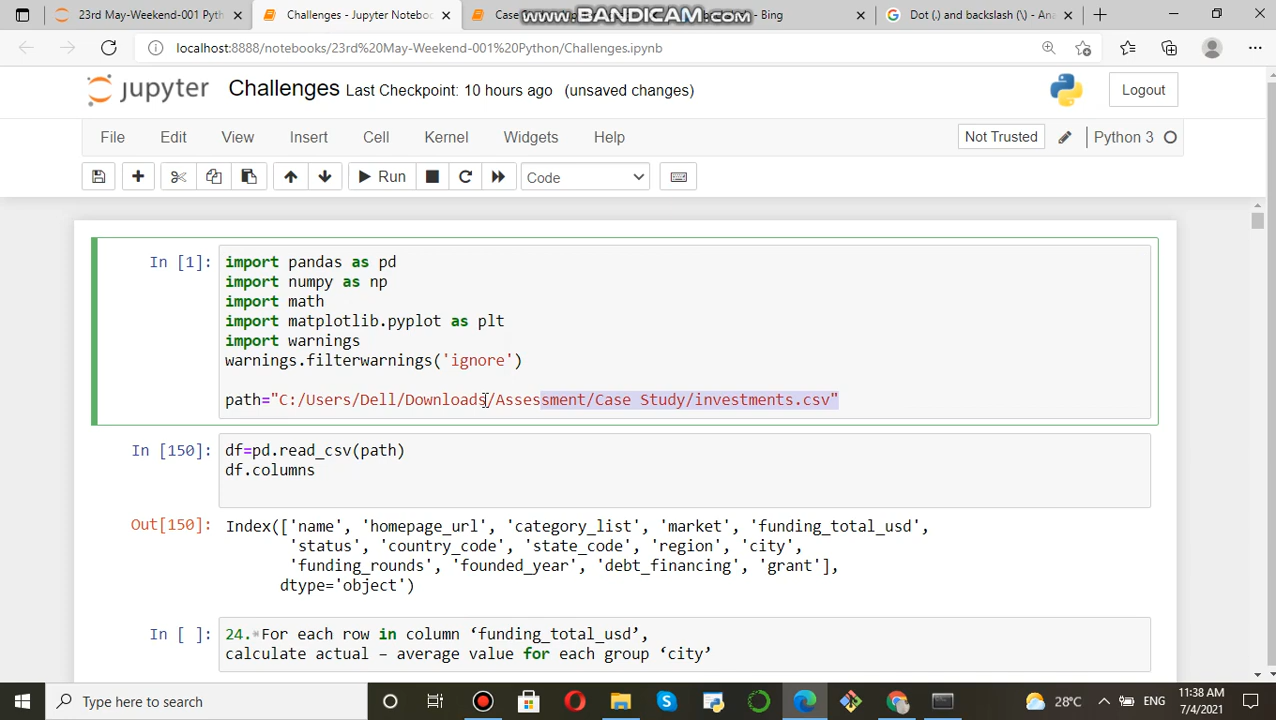 23rd May-Weekend-001 Pyth
Challenges - Jupyter Noteboo
Cas
WWW.BANDICAM.COM
- Bing
Dot (.) and backslash (\) - Ana
localhost:8888/notebooks/23rd%20May-Weekend-001%20Python/Challenges.ipynb
jupyter Challenges Last Checkpoint: 10 hours ago (unsaved changes)
Logout
File Edit View Insert Cell Kernel Widgets Help
Not Trusted
Python 3
Run
Code
In [1]:
import pandas as pd
import numpy as np
import math
import matplotlib.pyplot as plt
import warnings
warnings.filterwarnings('ignore')
path="C:/Users/Dell/Downloads/Assessment/Case Study/investments.csv"
In [150]:
df=pd.read_csv(path)
df.columns
Out[150]:
Index(['name', 'homepage_url', 'category_list', 'market', 'funding_total_usd',
'status', 'country_code', 'state_code', 'region', 'city',
'funding_rounds', 'founded_year', 'debt_financing', 'grant'],
dtype='object')
In [ ]:
24.*For each row in column ‘funding_total_usd’,
calculate actual – average value for each group ‘city’
Type here to search
28°C
ENG
11:38 AM
7/4/2021